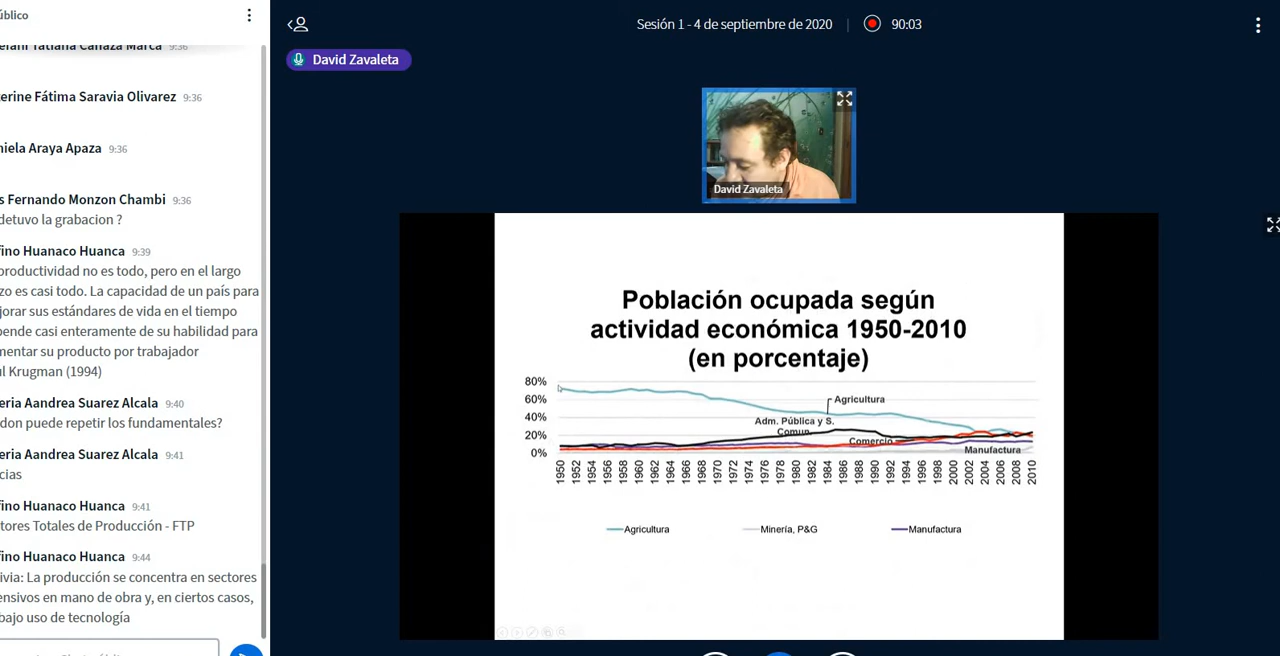 úblico
elani Tatiana Cañaza Marca 9:36
erine Fátima Saravia Olivarez 9:36
niela Araya Apaza 9:36
s Fernando Monzon Chambi 9:36
detuvo la grabacion ?
fino Huanaco Huanca 9:39
productividad no es todo, pero en el largo
zo es casi todo. La capacidad de un país para
jorar sus estándares de vida en el tiempo
pende casi enteramente de su habilidad para
mentar su producto por trabajador
ul Krugman (1994)
eria Aandrea Suarez Alcala 9:40
don puede repetir los fundamentales?
eria Aandrea Suarez Alcala 9:41
cias
fino Huanaco Huanca 9:41
tores Totales de Producción - FTP
fino Huanaco Huanca 9:44
ivia: La producción se concentra en sectores
ensivos en mano de obra y, en ciertos casos,
bajo uso de tecnología
Sesión 1 - 4 de septiembre de 2020 | 90:03
David Zavaleta
David Zavaleta
Población ocupada según
actividad económica 1950-2010
(en porcentaje)
80%
60%
40%
20%
0%
Agricultura
Adm. Pública y S.
Comun.
Comercio
Manufactura
1950 1952 1954 1956 1958 1960 1962 1964 1966 1968 1970 1972 1974 1976 1978 1980 1982 1984 1986 1988 1990 1992 1994 1996 1998 2000 2002 2004 2006 2008 2010
Agricultura Minería, P&G Manufactura